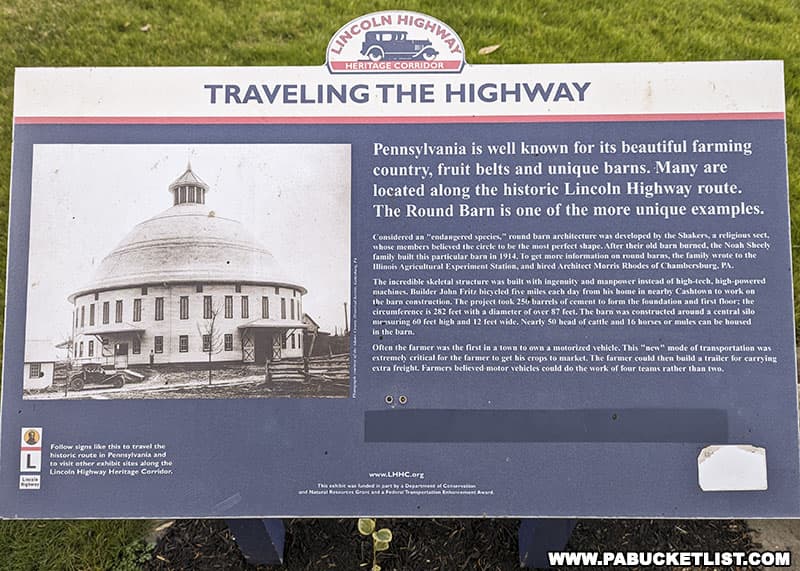 LINCOLN HIGHWAY
HERITAGE CORRIDOR
TRAVELING THE HIGHWAY
Pennsylvania is well known for its beautiful farming
country, fruit belts and unique barns. Many are
located along the historic Lincoln Highway route.
The Round Barn is one of the more unique examples.
Considered an "endangered species," round barn architecture was developed by the Shakers, a religious sect,
whose members believed the circle to be the most perfect shape. After their old barn burned, the Noah Sheely
family built this particular barn in 1914. To get more information on round barns, the family wrote to the
Illinois Agricultural Experiment Station, and hired Architect Morris Rhodes of Chambersburg, PA.
The incredible skeletal structure was built with ingenuity and manpower instead of high-tech, high-powered
machines. Builder John Fritz bicycled five miles each day from his home in nearby Cashtown to work on
the barn construction. The project took 250 barrels of cement to form the foundation and first floor; the
circumference is 282 feet with a diameter of over 87 feet. The barn was constructed around a central silo
measuring 60 feet high and 12 feet wide. Nearly 50 head of cattle and 16 horses or mules can be housed
in the barn.
Often the farmer was the first in a town to own a motorized vehicle. This "new" mode of transportation was
extremely critical for the farmer to get his crops to market. The farmer could then build a trailer for carrying
extra freight. Farmers believed motor vehicles could do the work of four teams rather than two.
L
Lincoln
Highway
Follow signs like this to travel the
historic route in Pennsylvania and
to visit other exhibit sites along the
Lincoln Highway Heritage Corridor.
www.LHHC.org
This exhibit was funded in part by a Department of Conservation
and Natural Resources Grant and a Federal Transportation Enhancement Award.
WWW.PABUCKETLIST.COM